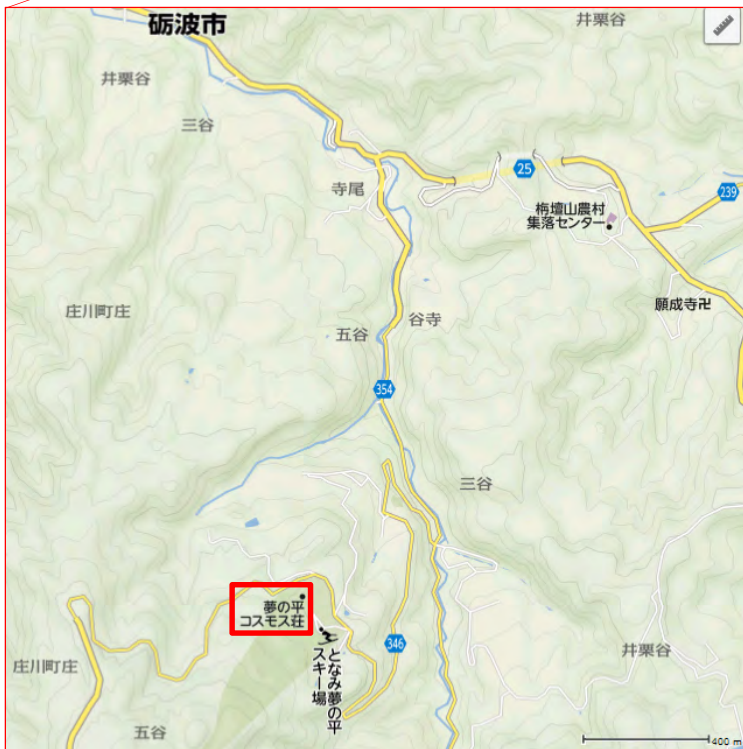 砺波市
井栗谷
井栗谷
三谷
25
寺尾
239
栴壇山農村
集落センター
願成寺卍
庄川町庄
五谷
谷寺
354
三谷
夢の平
コスモス荘
となみ夢の平
スキー場
346
井栗谷
庄川町庄
五谷
400 m